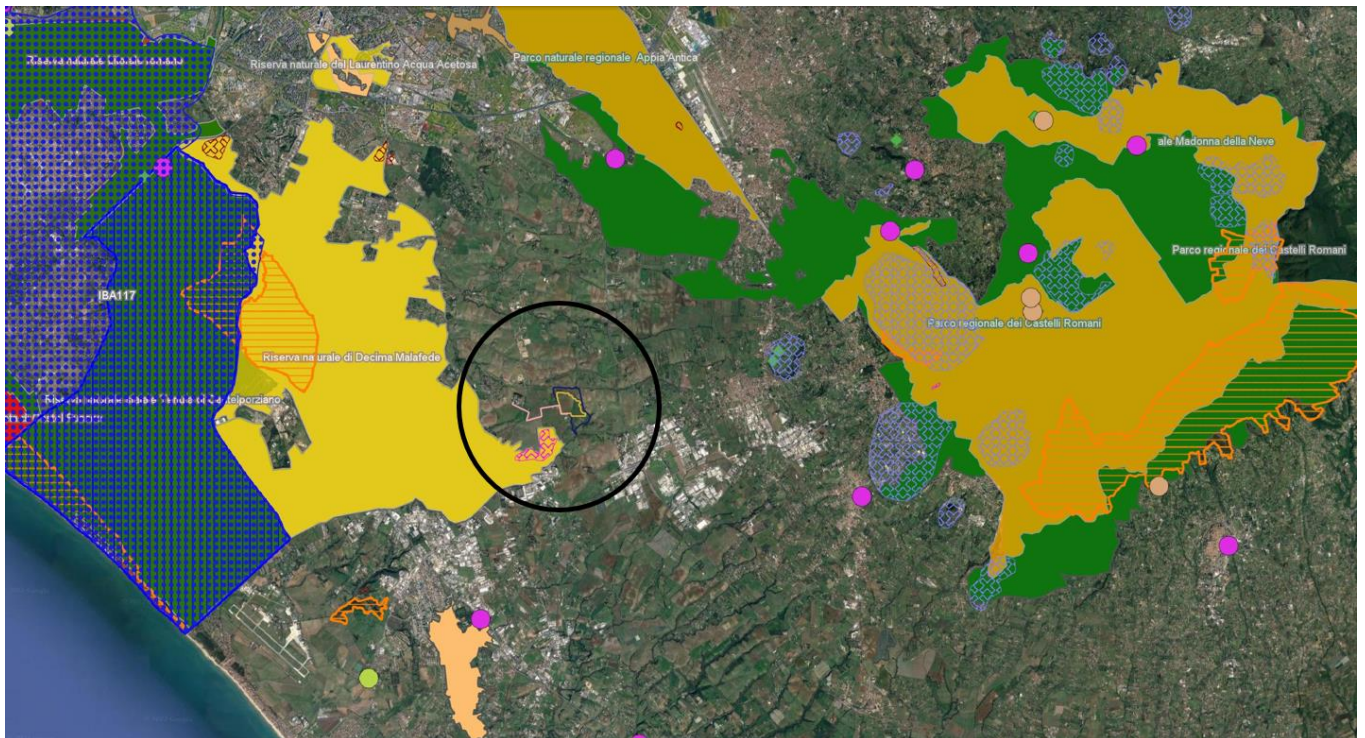 Riserva naturale del Laurentino Acqua Acetosa
Parco naturale regionale Appia Antica
ale Madonna della Neve
Parco regionale dei Castelli Romani
IBA117
Parco regionale dei Castelli Romani
Riserva naturale di Decima Malafede